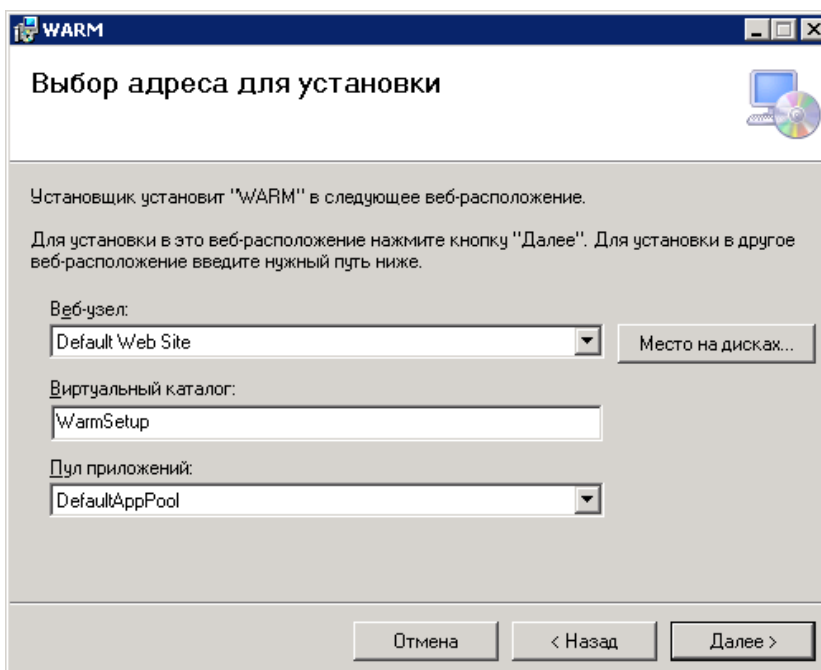 WARM
Выбор адреса для установки
Установщик установит "WARM" в следующее веб-расположение.
Для установки в это веб-расположение нажмите кнопку "Далее". Для установки в другое
веб-расположение введите нужный путь ниже.
Веб-узел:
Default Web Site
Место на дисках...
Виртуальный каталог:
WarmSetup
Пул приложений:
DefaultAppPool
Отмена
< Назад
Далее >